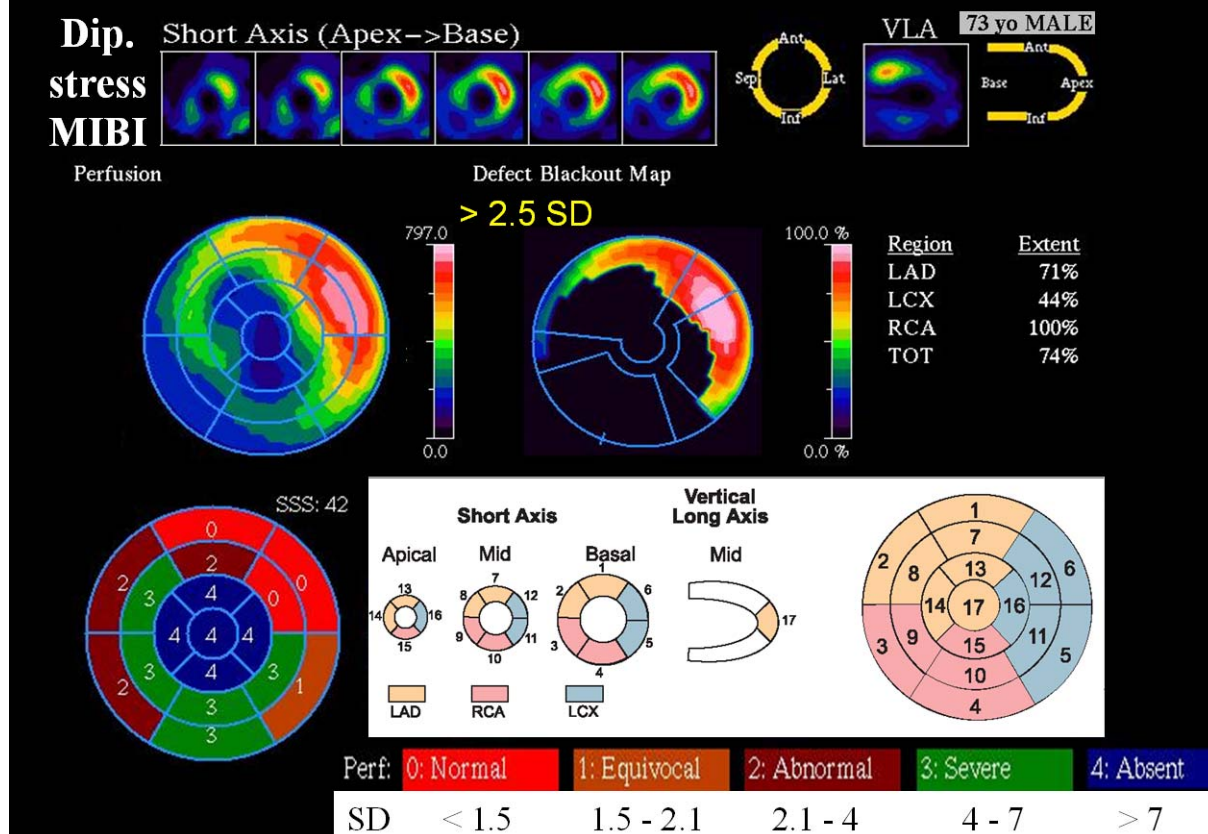 Dip.
stress
MIBI
Short Axis (Apex->Base)
Ant
Sep
Lat
Inf
VLA
73 yo MALE
Base
Ant
Apex
Inf
Perfusion
Defect Blackout Map
> 2.5 SD
797.0
0.0
100.0 %
0.0 %
Region Extent
LAD 71%
LCX 44%
RCA 100%
TOT 74%
SSS: 42
0
2 2 0
3 4 0
4 4 4
2 3 4 3 1
3
3
Short Axis
Vertical
Long Axis
Apical Mid Basal Mid
13
14 16
15
7
8 12
9 11
10
1
2 6
3 5
4
17
LAD RCA LCX
1
7
2 8 13 12 6
14 17 16
3 9 15 11 5
10
4
Perf: 0: Normal 1: Equivocal 2: Abnormal 3: Severe 4: Absent
SD < 1.5 1.5 - 2.1 2.1 - 4 4 - 7 > 7